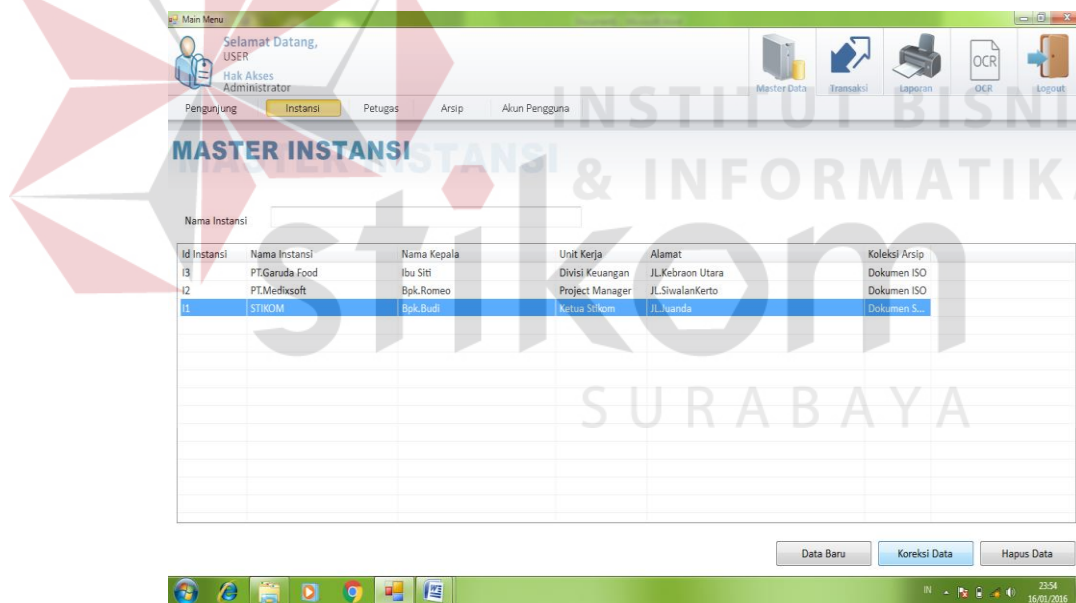 Main Menu
Selamat Datang,
USER
Hak Akses
Administrator
Master Data Transaksi Laporan OCR Logout
OCR
Pengunjung Instansi Petugas Arsip Akun Pengguna
MASTER INSTANSI
Nama Instansi
Id Instansi Nama Instansi Nama Kepala Unit Kerja Alamat Koleksi Arsip
I3 PT.Garuda Food Ibu Siti Divisi Keuangan JL.Kebraon Utara Dokumen ISO
I2 PT.Medixsoft Bpk.Romeo Project Manager JL.SiwalanKerto Dokumen ISO
I1 STIKOM Bpk.Budi Ketua Stikom JL.Juanda Dokumen S...
Data Baru Koreksi Data Hapus Data
IN 23:54
16/01/2016
INSTITUT BISNI
& INFORMATIKA
stikom
SURABAYA